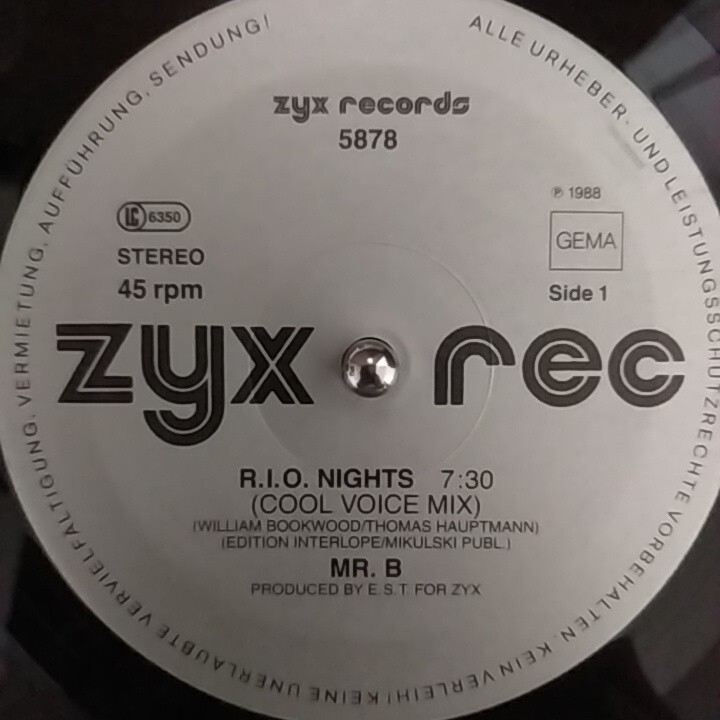 ALLE URHEBER- UND LEISTUNGSSCHUTZRECHTE VORBEHALTEN. KEIN VERLEIH! KEINE UNERLAUBTE VERVIELFÄLTIGUNG, VERMIETUNG, AUFFÜHRUNG, SENDUNG!
zyx records
5878
LC 6350
℗ 1988
STEREO
GEMA
45 rpm
Side 1
zyx rec
R.I.O. NIGHTS 7:30
(COOL VOICE MIX)
(WILLIAM BOOKWOOD/THOMAS HAUPTMANN)
(EDITION INTERLOPE/MIKULSKI PUBL.)
MR. B
PRODUCED BY E.S.T. FOR ZYX